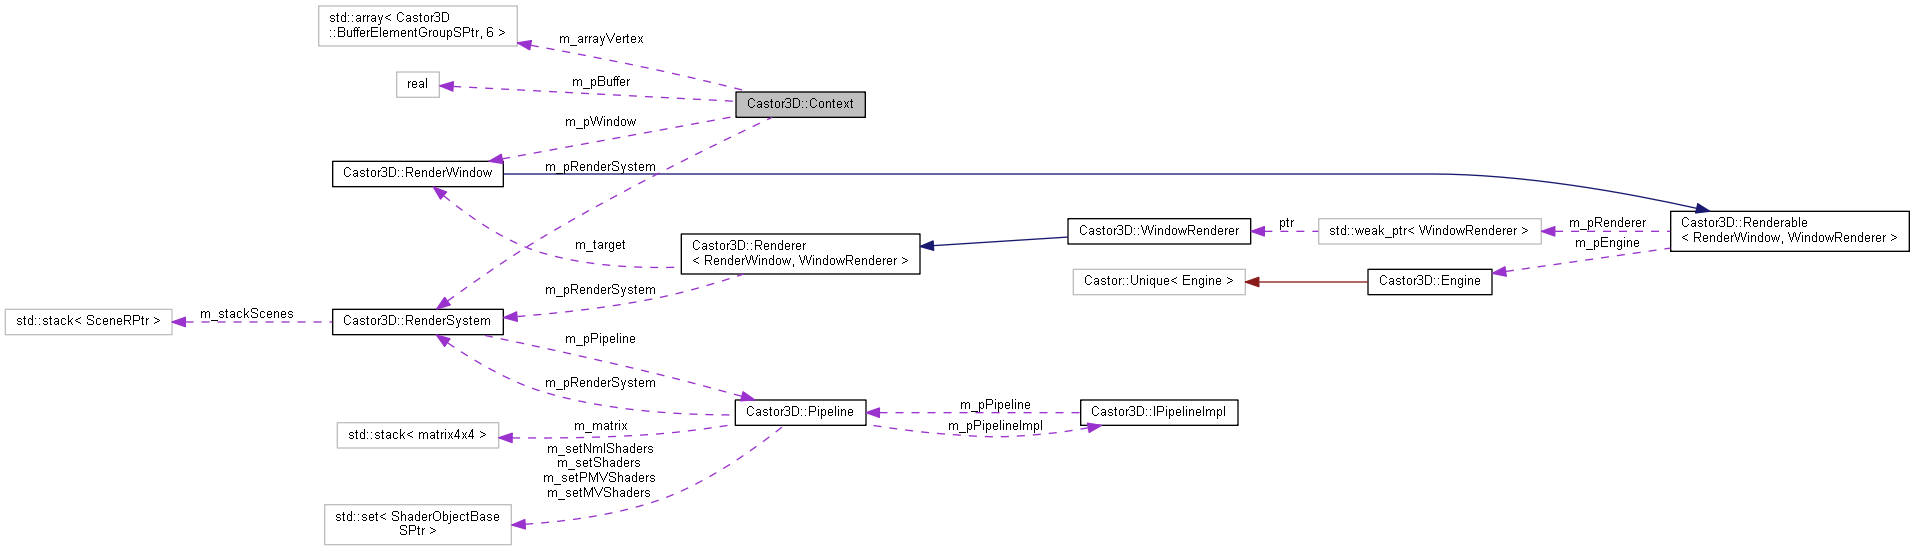 std::array< Castor3D
::BufferElementGroupSPtr, 6 >
m_arrayVertex
real
m_pBuffer
Castor3D::Context
m_pWindow
Castor3D::RenderWindow
m_pRenderSystem
Castor3D::Renderable
< RenderWindow, WindowRenderer >
m_pRenderer
m_pEngine
std::weak_ptr< WindowRenderer >
ptr
Castor3D::WindowRenderer
Castor3D::Renderer
< RenderWindow, WindowRenderer >
m_target
Castor::Unique< Engine >
Castor3D::Engine
m_pRenderSystem
std::stack< SceneRPtr >
m_stackScenes
Castor3D::RenderSystem
m_pPipeline
m_pRenderSystem
Castor3D::Pipeline
m_pPipeline
m_pPipelineImpl
Castor3D::IPipelineImpl
std::stack< matrix4x4 >
m_matrix
m_setNmlShaders
m_setShaders
m_setPMVShaders
m_setMVShaders
std::set< ShaderObjectBase
SPtr >